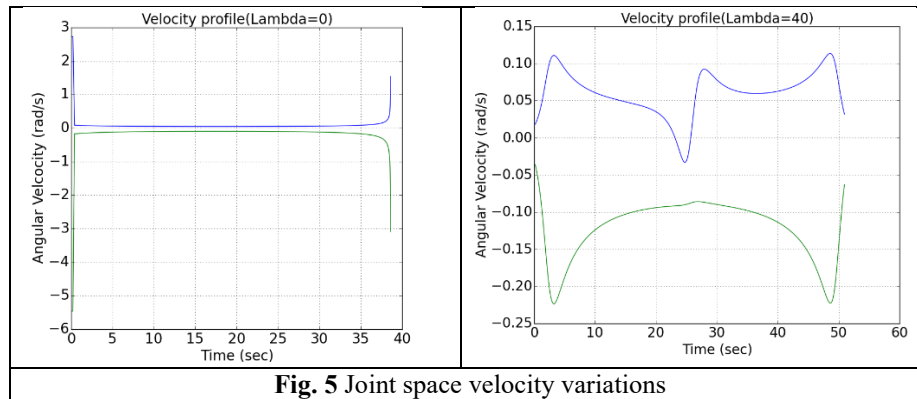 Velocity profile(Lambda=0)
3
2
1
0
−1
−2
−3
−4
−5
−6
Angular Velcocity (rad/s)
0 5 10 15 20 25 30 35 40
Time (sec)
Velocity profile(Lambda=40)
0.15
0.10
0.05
0.00
−0.05
−0.10
−0.15
−0.20
−0.25
Angular Velcocity (rad/s)
0 10 20 30 40 50 60
Time (sec)
Fig. 5 Joint space velocity variations